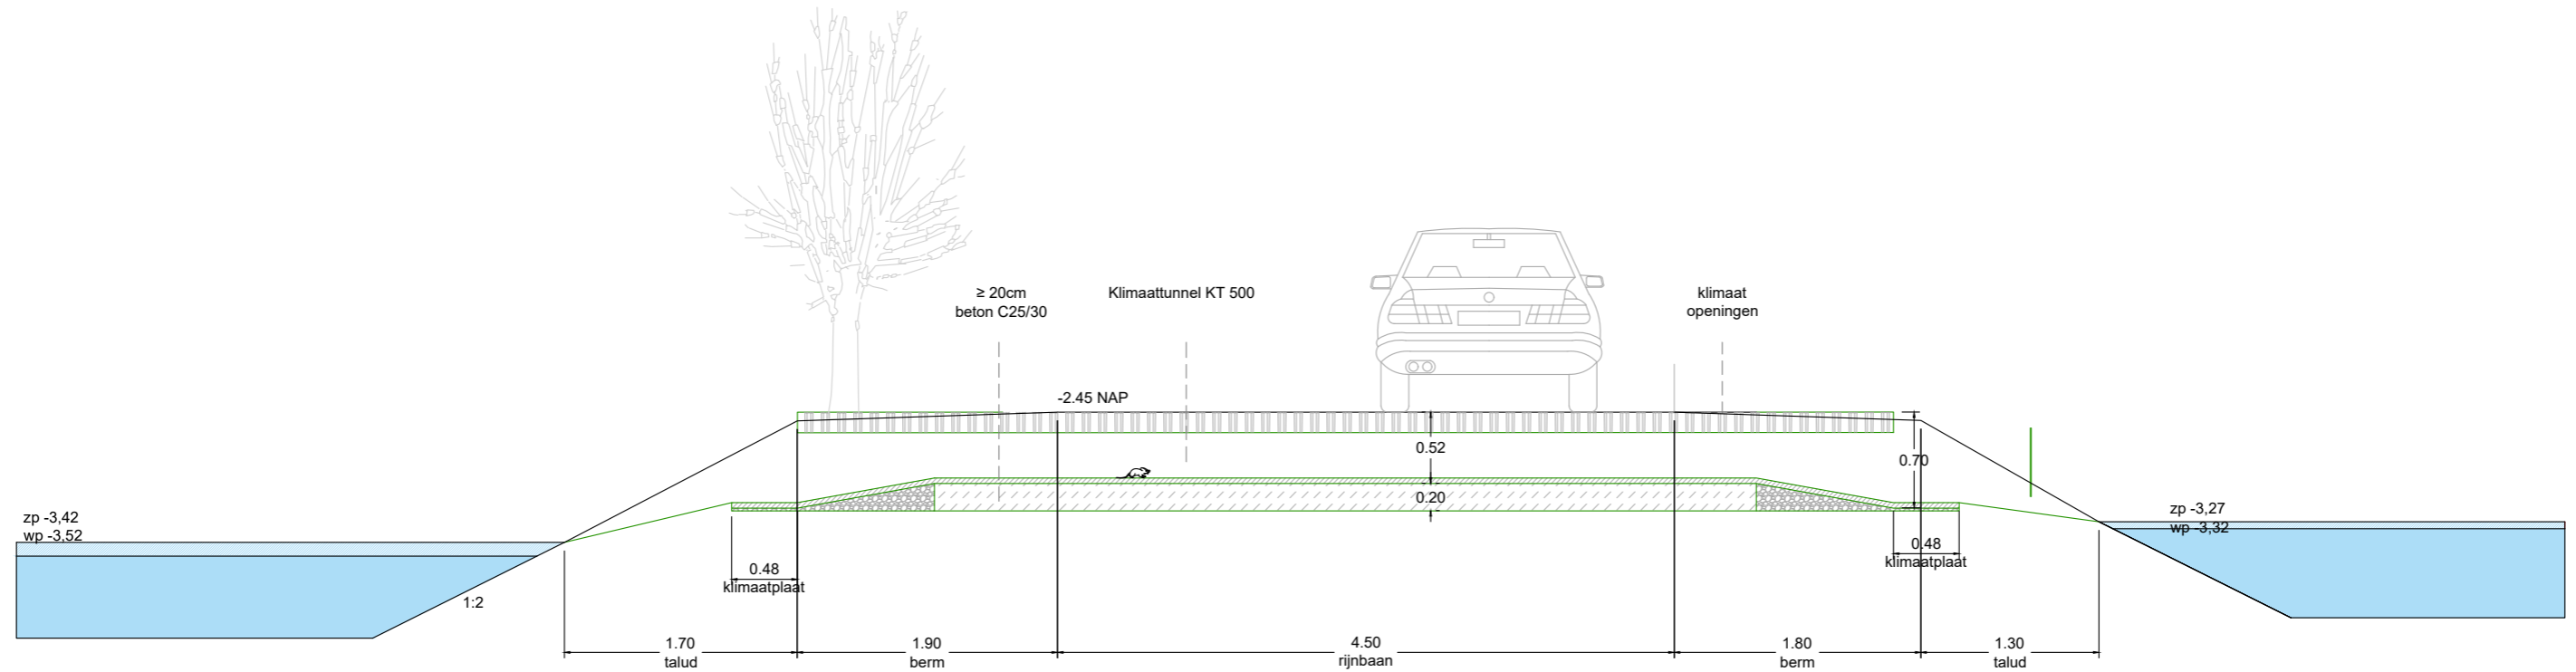 ≥ 20cm
beton C25/30
Klimaattunnel KT 500
klimaat
openingen
-2.45 NAP
0.52
0.70
0.20
zp -3,42
wp -3,52
zp -3,27
wp -3,32
0.48
klimaatplaat
0.48
klimaatplaat
1:2
1.70
talud
1.90
berm
4.50
rijnbaan
1.80
berm
1.30
talud